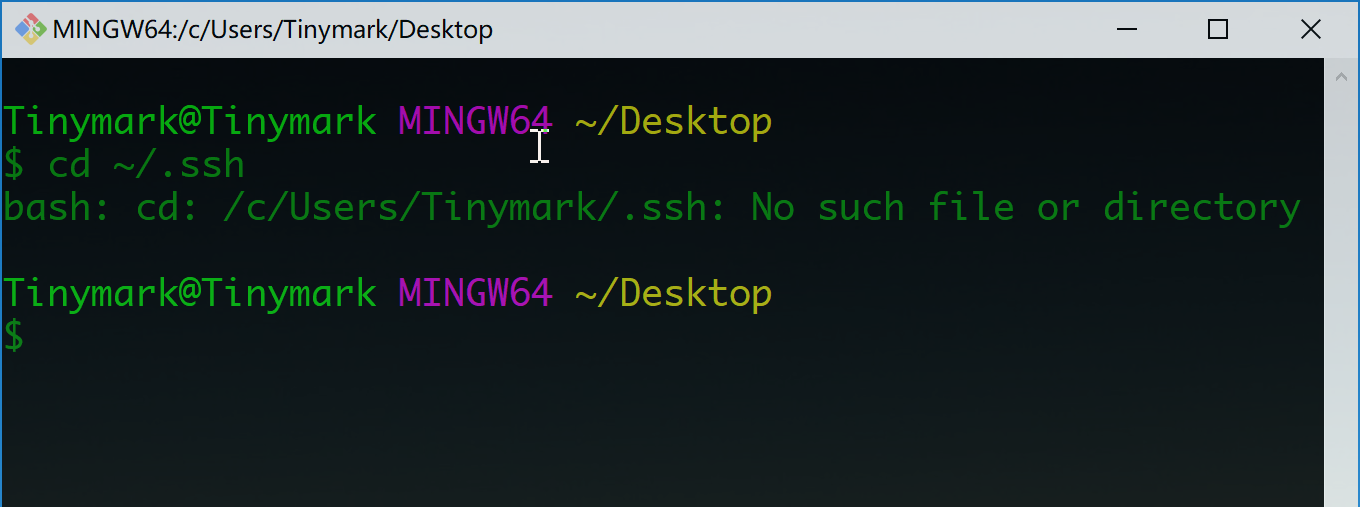 MINGW64:/c/Users/Tinymark/Desktop
Tinymark@Tinymark MINGW64 ~/Desktop
$ cd ~/.ssh
bash: cd: /c/Users/Tinymark/.ssh: No such file or directory
Tinymark@Tinymark MINGW64 ~/Desktop
$